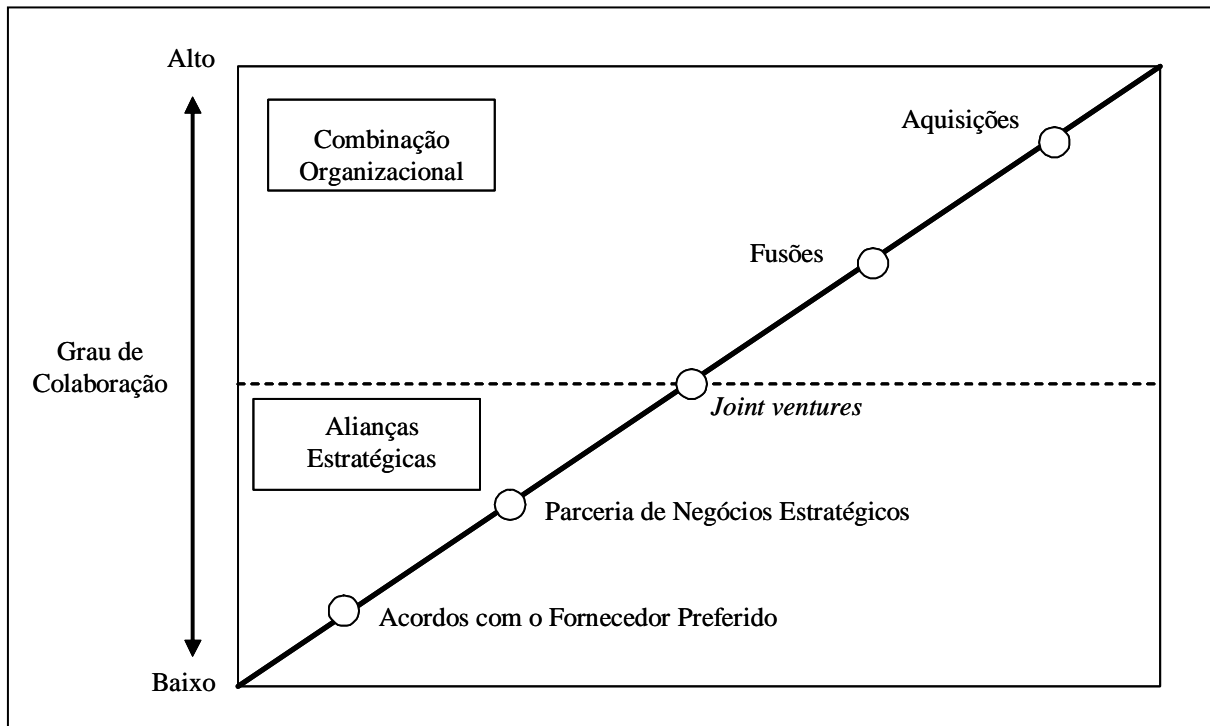 Alto
Combinação
Organizacional
Aquisições
Fusões
Grau de
Colaboração
Joint ventures
Alianças
Estratégicas
Parceria de Negócios Estratégicos
Acordos com o Fornecedor Preferido
Baixo